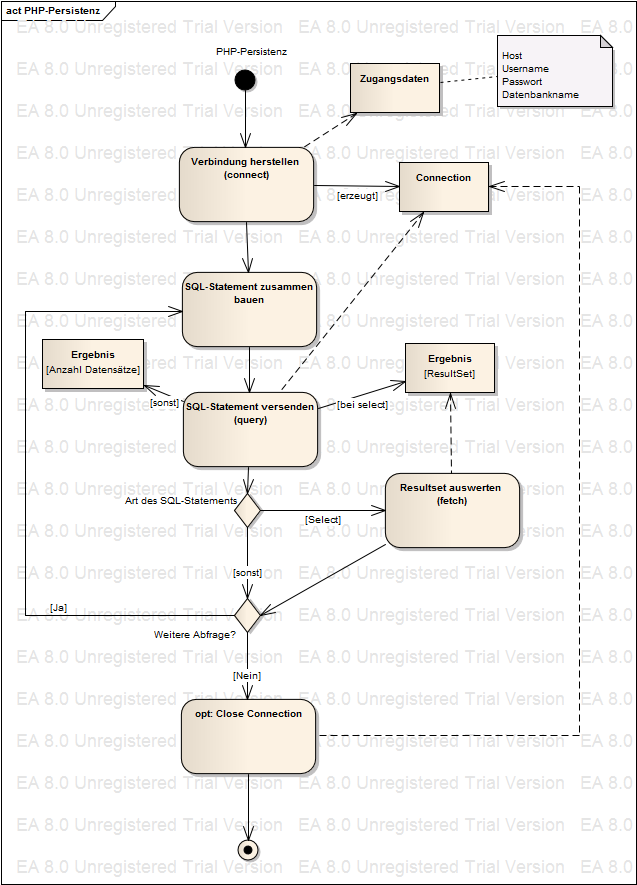 act PHP-Persistenz
EA 8.0 Unregistered Trial Version
PHP-Persistenz
Zugangsdaten
Host
Username
Passwort
Datenbankname
Verbindung herstellen
(connect)
[erzeugt]
Connection
SQL-Statement zusammen
bauen
Ergebnis
[Anzahl Datensätze]
Ergebnis
[ResultSet]
[sonst]
SQL-Statement versenden
(query)
[bei select]
Art des SQL-Statements
[Select]
Resultset auswerten
(fetch)
[sonst]
[Ja]
Weitere Abfrage?
[Nein]
opt: Close Connection